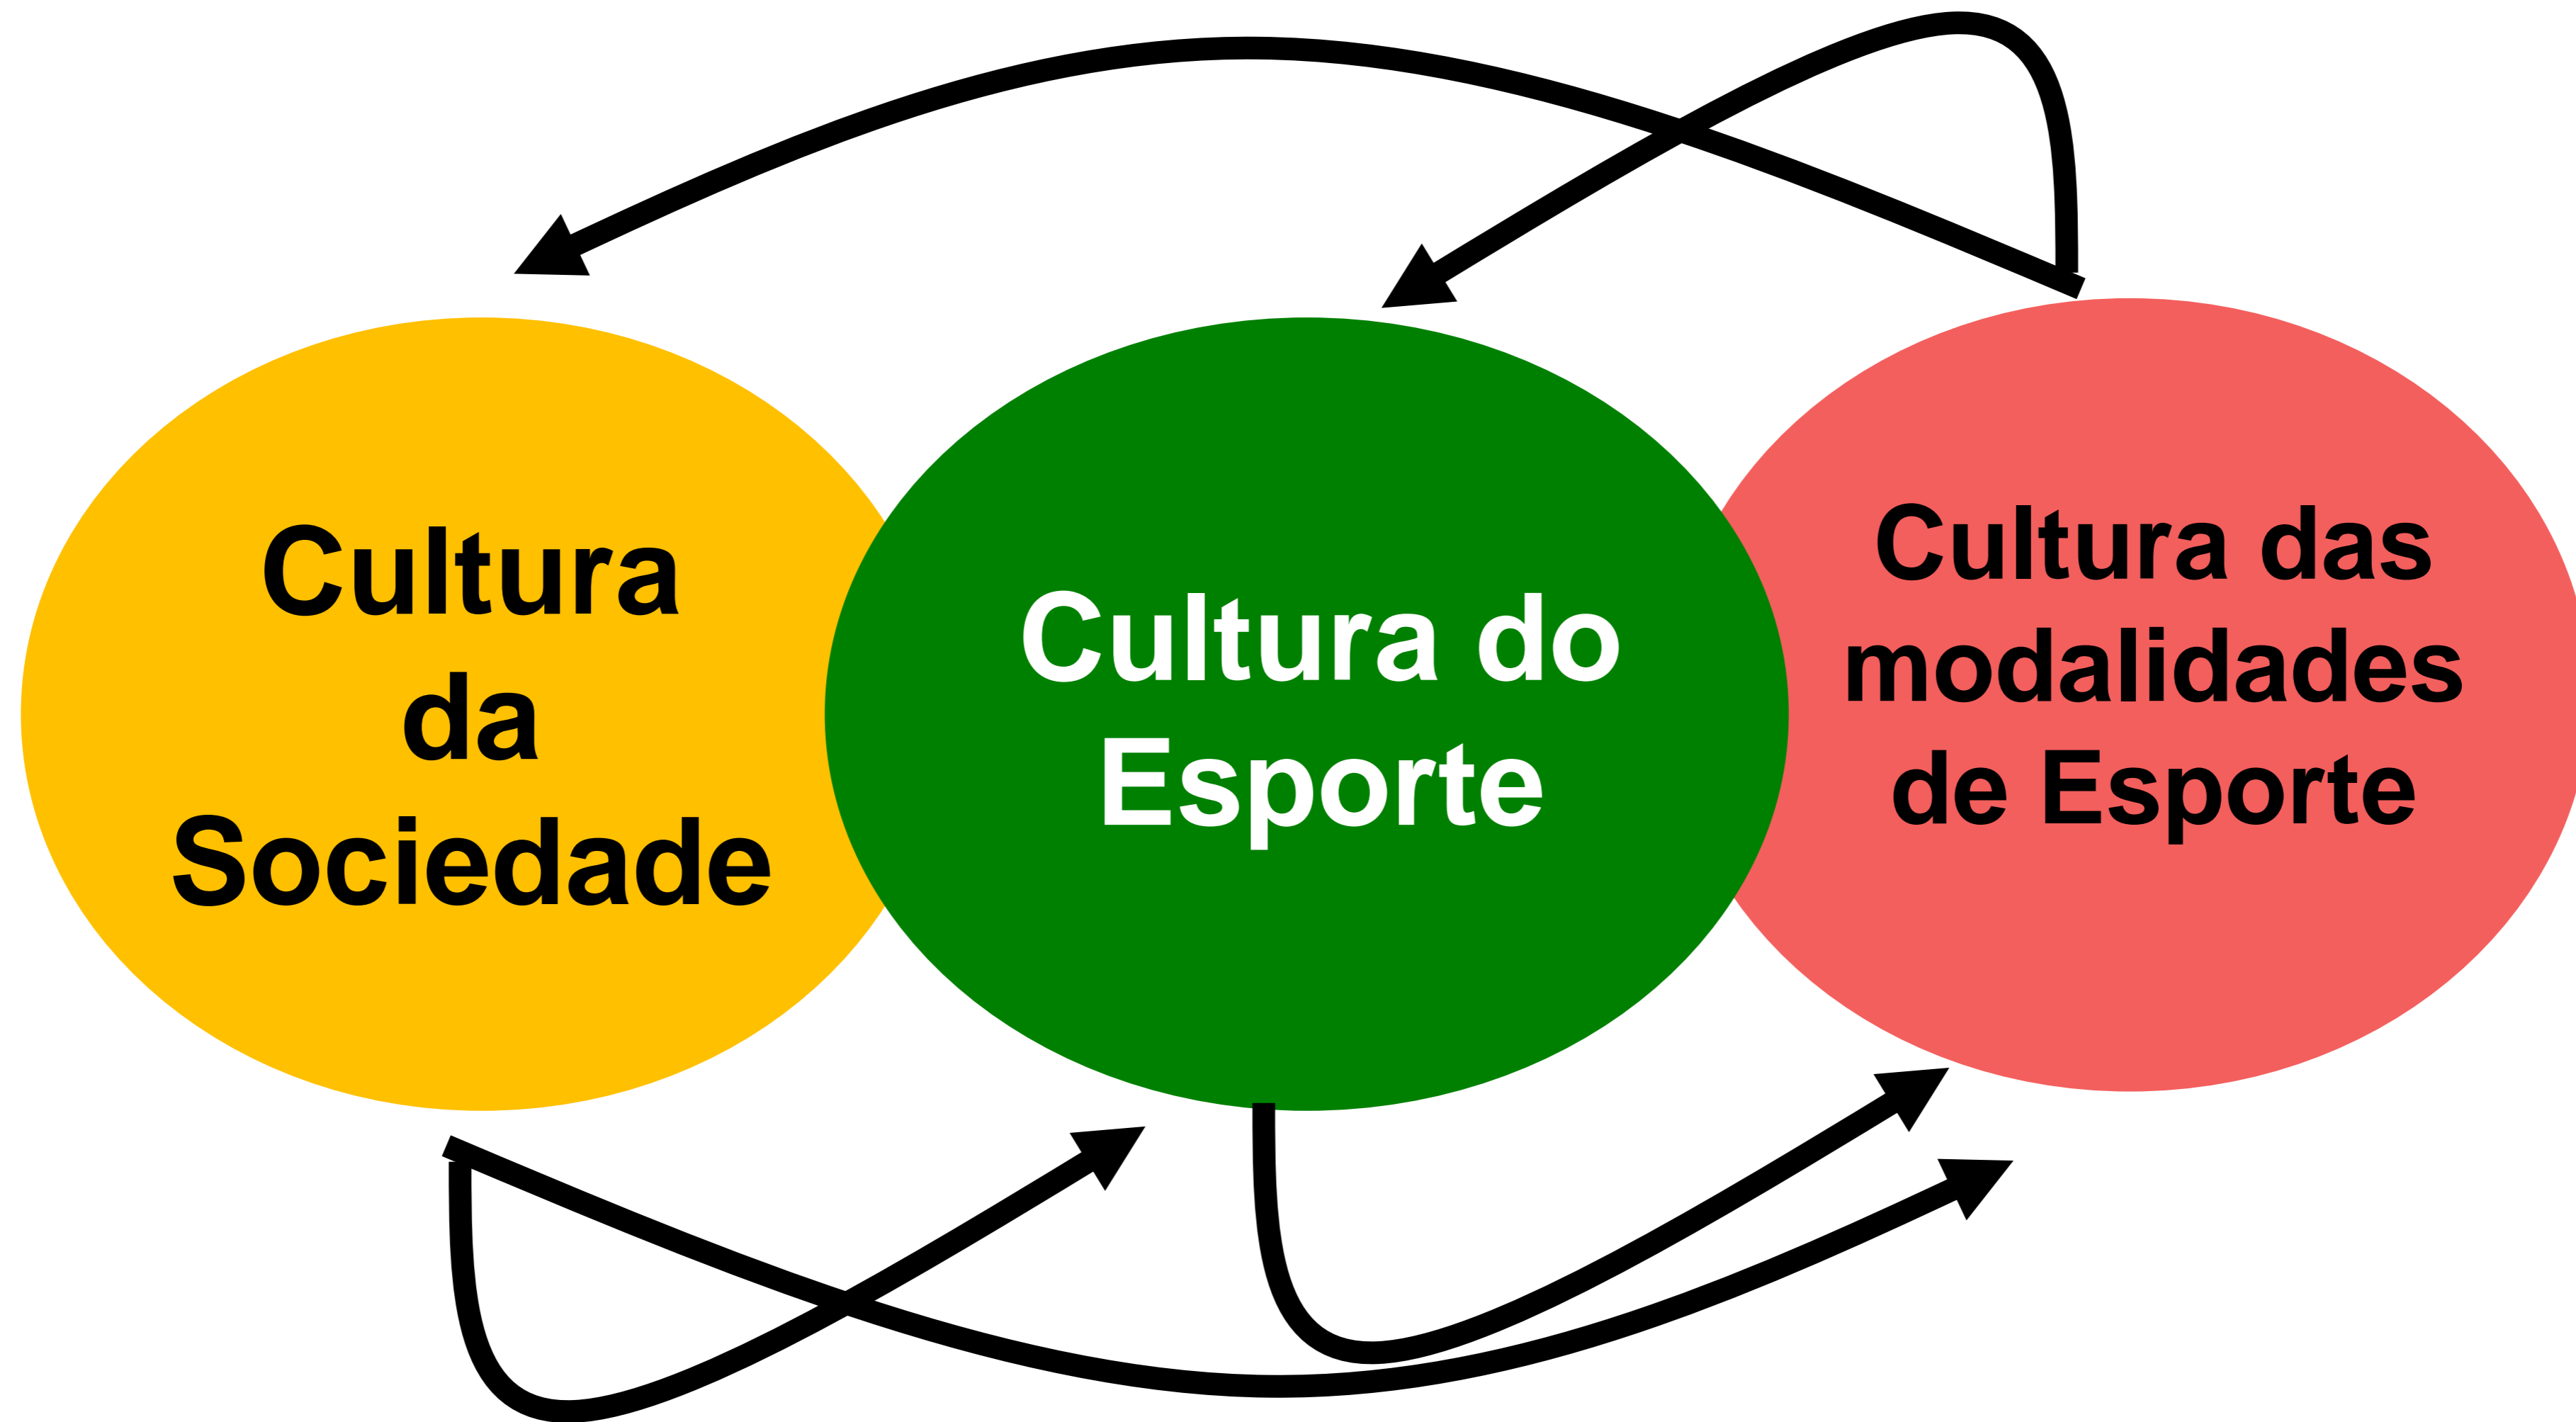 Cultura
da
Sociedade
Cultura do
Esporte
Cultura das
modalidades
de Esporte